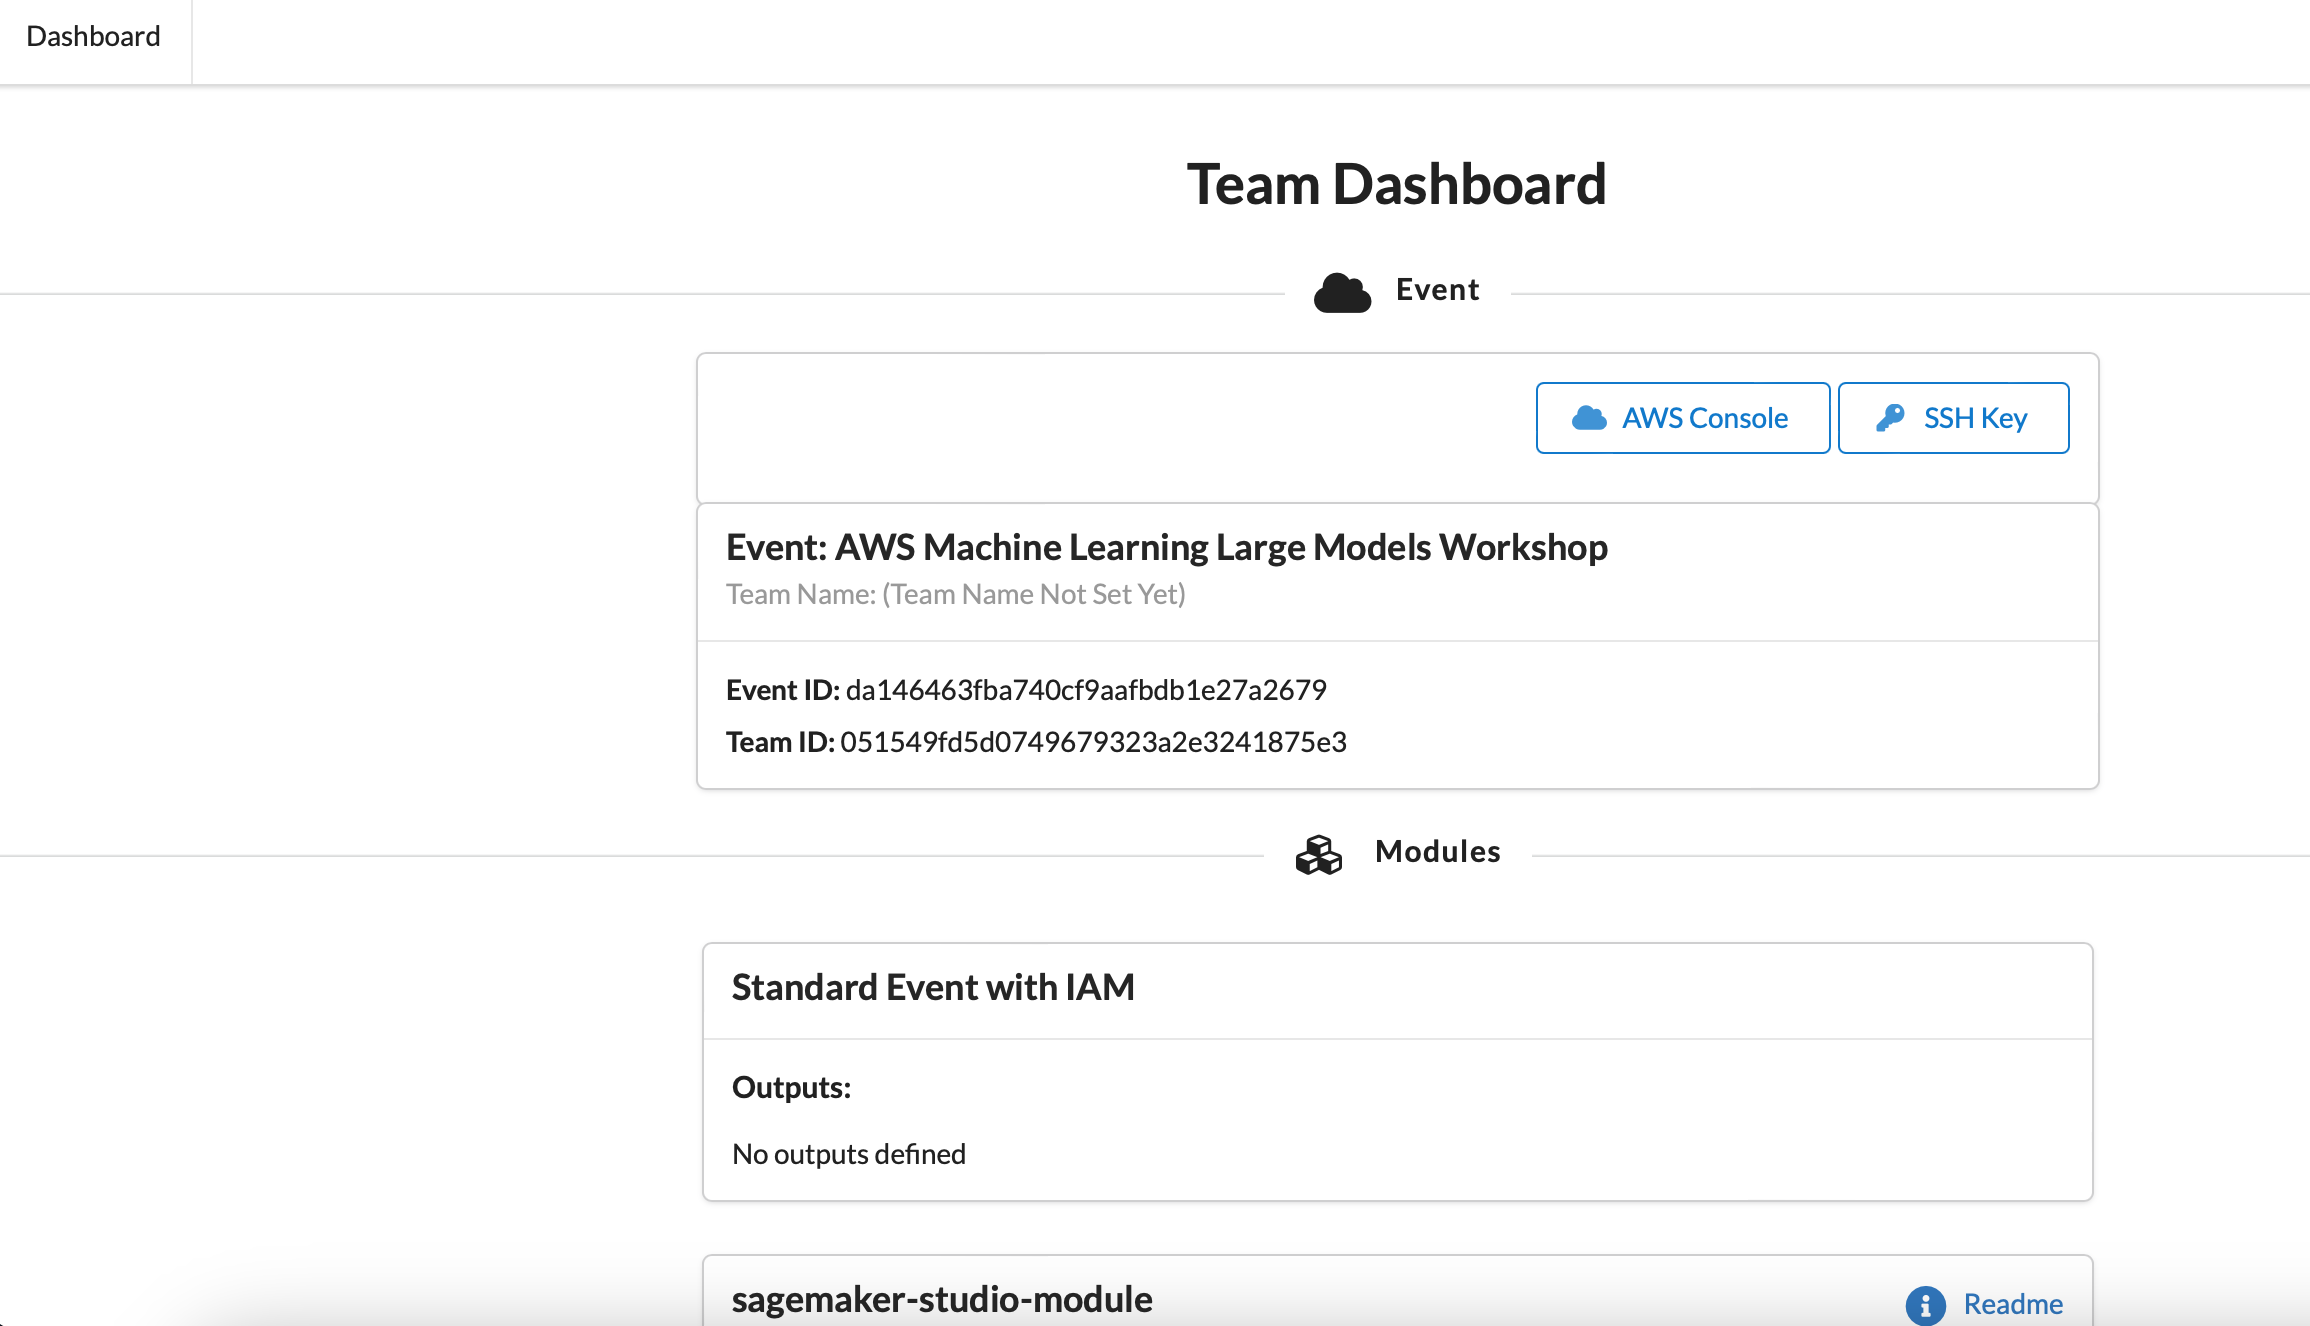 Dashboard
Team Dashboard
Event
AWS Console
SSH Key
Event: AWS Machine Learning Large Models Workshop
Team Name: (Team Name Not Set Yet)
Event ID: da146463fba740cf9aafbdb1e27a2679
Team ID: 051549fd5d0749679323a2e3241875e3
Modules
Standard Event with IAM
Outputs:
No outputs defined
sagemaker-studio-module
Readme